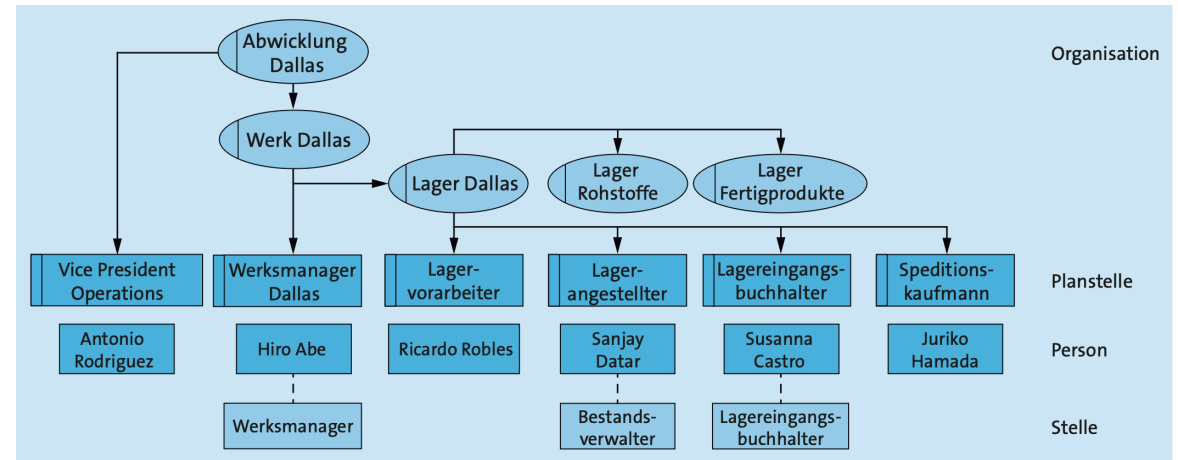 Abwicklung
Dallas
Organisation
Werk Dallas
Lager Dallas
Lager
Rohstoffe
Lager
Fertigprodukte
Vice President
Operations
Werksmanager
Dallas
Lager-
vorarbeiter
Lager-
angestellter
Lagereingangs-
buchhalter
Speditions-
kaufmann
Planstelle
Antonio
Rodriguez
Hiro Abe
Ricardo Robles
Sanjay
Datar
Susanna
Castro
Juriko
Hamada
Person
Werksmanager
Bestands-
verwalter
Lagereingangs-
buchhalter
Stelle